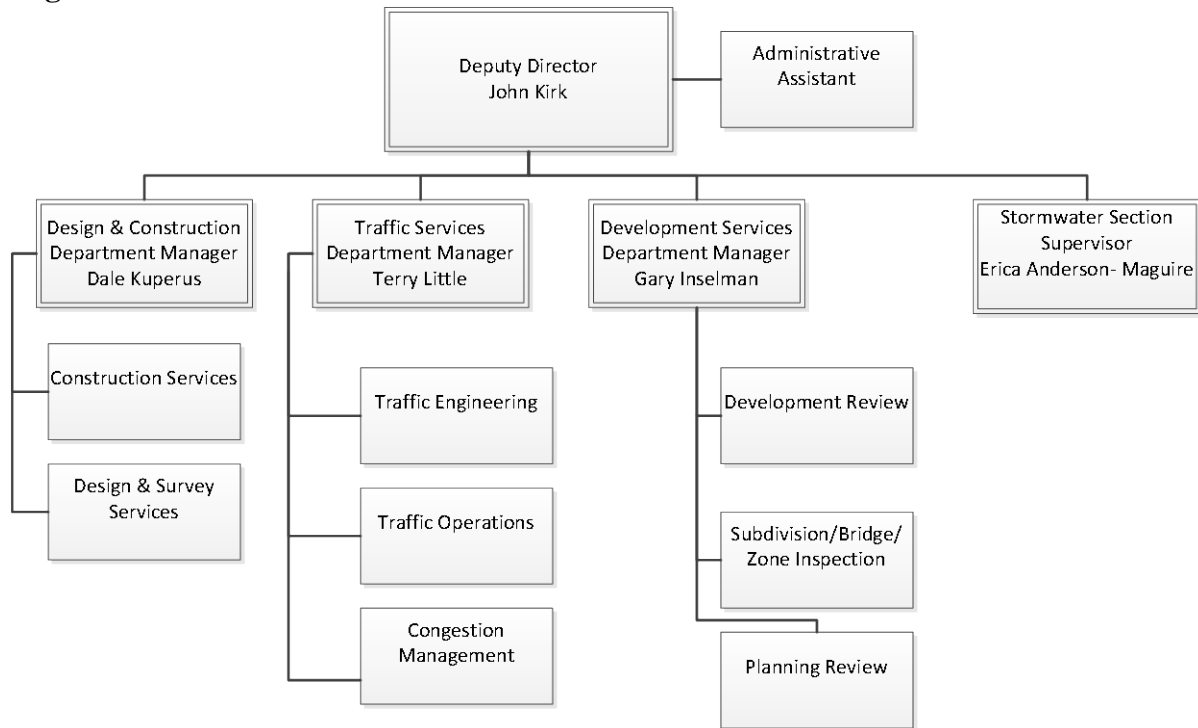 Deputy Director
John Kirk
Administrative
Assistant
Design & Construction
Department Manager
Dale Kuperus
Traffic Services
Department Manager
Terry Little
Development Services
Department Manager
Gary Inselman
Stormwater Section
Supervisor
Erica Anderson- Maguire
Construction Services
Design & Survey
Services
Traffic Engineering
Traffic Operations
Congestion
Management
Development Review
Subdivision/Bridge/
Zone Inspection
Planning Review